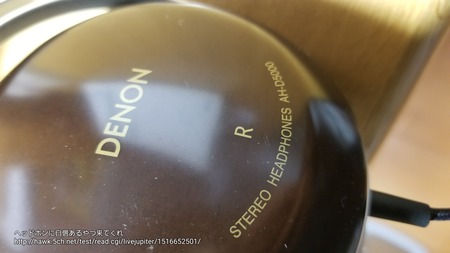 DENON
R
STEREO HEADPHONES AH-D5000
ヘッドホンに自信あるやつ来てくれ
http://hawk.5ch.net/test/read.cgi/livejupiter/1516652501/